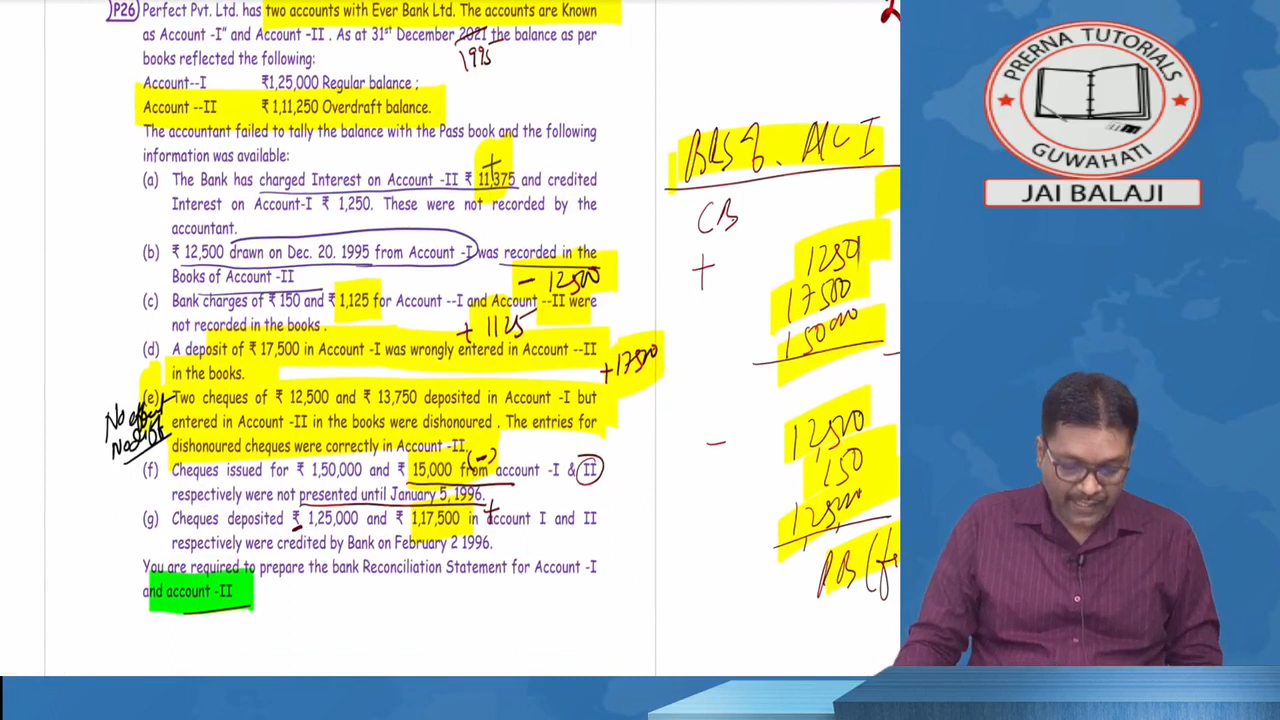 P26 Perfect Pvt. Ltd. has two accounts with Ever Bank Ltd. The accounts are Known
as Account -I" and Account -II . As at 31st December 2021 the balance as per
1995
books reflected the following:
Account--I ₹1,25,000 Regular balance ;
Account --II ₹ 1,11,250 Overdraft balance.
The accountant failed to tally the balance with the Pass book and the following
information was available:
+
(a) The Bank has charged Interest on Account -II ₹ 11,375 and credited
Interest on Account-I ₹ 1,250. These were not recorded by the
accountant.
(b) ₹ 12,500 drawn on Dec. 20. 1995 from Account -I was recorded in the
Books of Account -II
- 12500
(c) Bank charges of ₹ 150 and ₹ 1,125 for Account --I and Account --II were
not recorded in the books .
+ 1125
(d) A deposit of ₹ 17,500 in Account -I was wrongly entered in Account --II
in the books.
+17500
(e) Two cheques of ₹ 12,500 and ₹ 13,750 deposited in Account -I but
entered in Account -II in the books were dishonoured . The entries for
dishonoured cheques were correctly in Account -II.
No effect
(-)
(f) Cheques issued for ₹ 1,50,000 and ₹ 15,000 from account -I & II
respectively were not presented until January 5, 1996.
+
(g) Cheques deposited ₹ 1,25,000 and ₹ 1,17,500 in account I and II
respectively were credited by Bank on February 2 1996.
You are required to prepare the bank Reconciliation Statement for Account -I
and account -II
BRS of A/C I
CB
+ 1250
17500
150000
- 12500
150
125000
PB
PRERNA TUTORIALS
GUWAHATI
JAI BALAJI